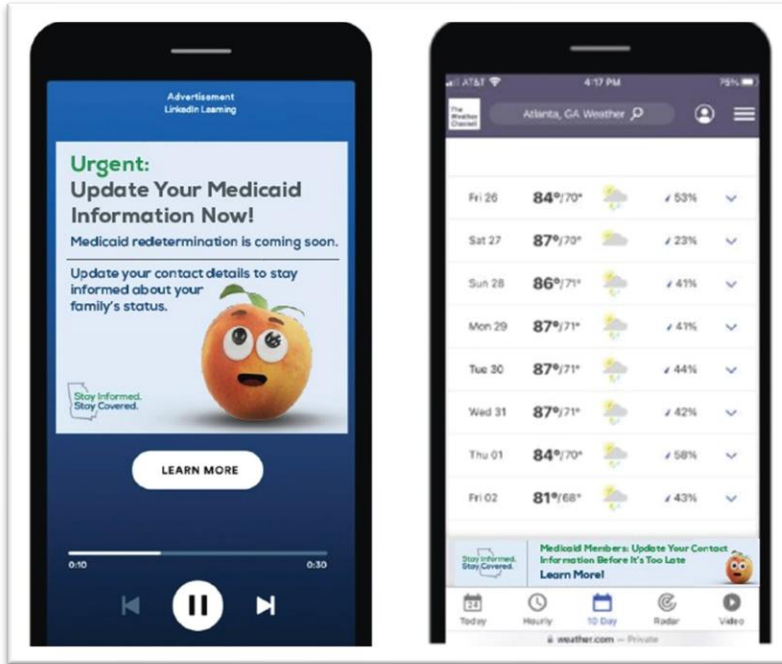 Advertisement
LinkedIn Learning
Urgent:
Update Your Medicaid
Information Now!
Medicaid redetermination is coming soon.
Update your contact details to stay
informed about your
family's status.
Stay Informed.
Stay Covered.
LEARN MORE
0:10 0:30
AT&T 4:17 PM 76%
The
Weather
Channel
Atlanta, GA Weather
Fri 26 84°/70° 53%
Sat 27 87°/70° 23%
Sun 28 86°/71° 41%
Mon 29 87°/71° 41%
Tue 30 87°/71° 44%
Wed 31 87°/71° 42%
Thu 01 84°/70° 58%
Fri 02 81°/68° 43%
Stay Informed.
Stay Covered.
Medicaid Members: Update Your Contact
Information Before It's Too Late
Learn More!
24
Today Hourly 10 Day Radar Video
weather.com — Private